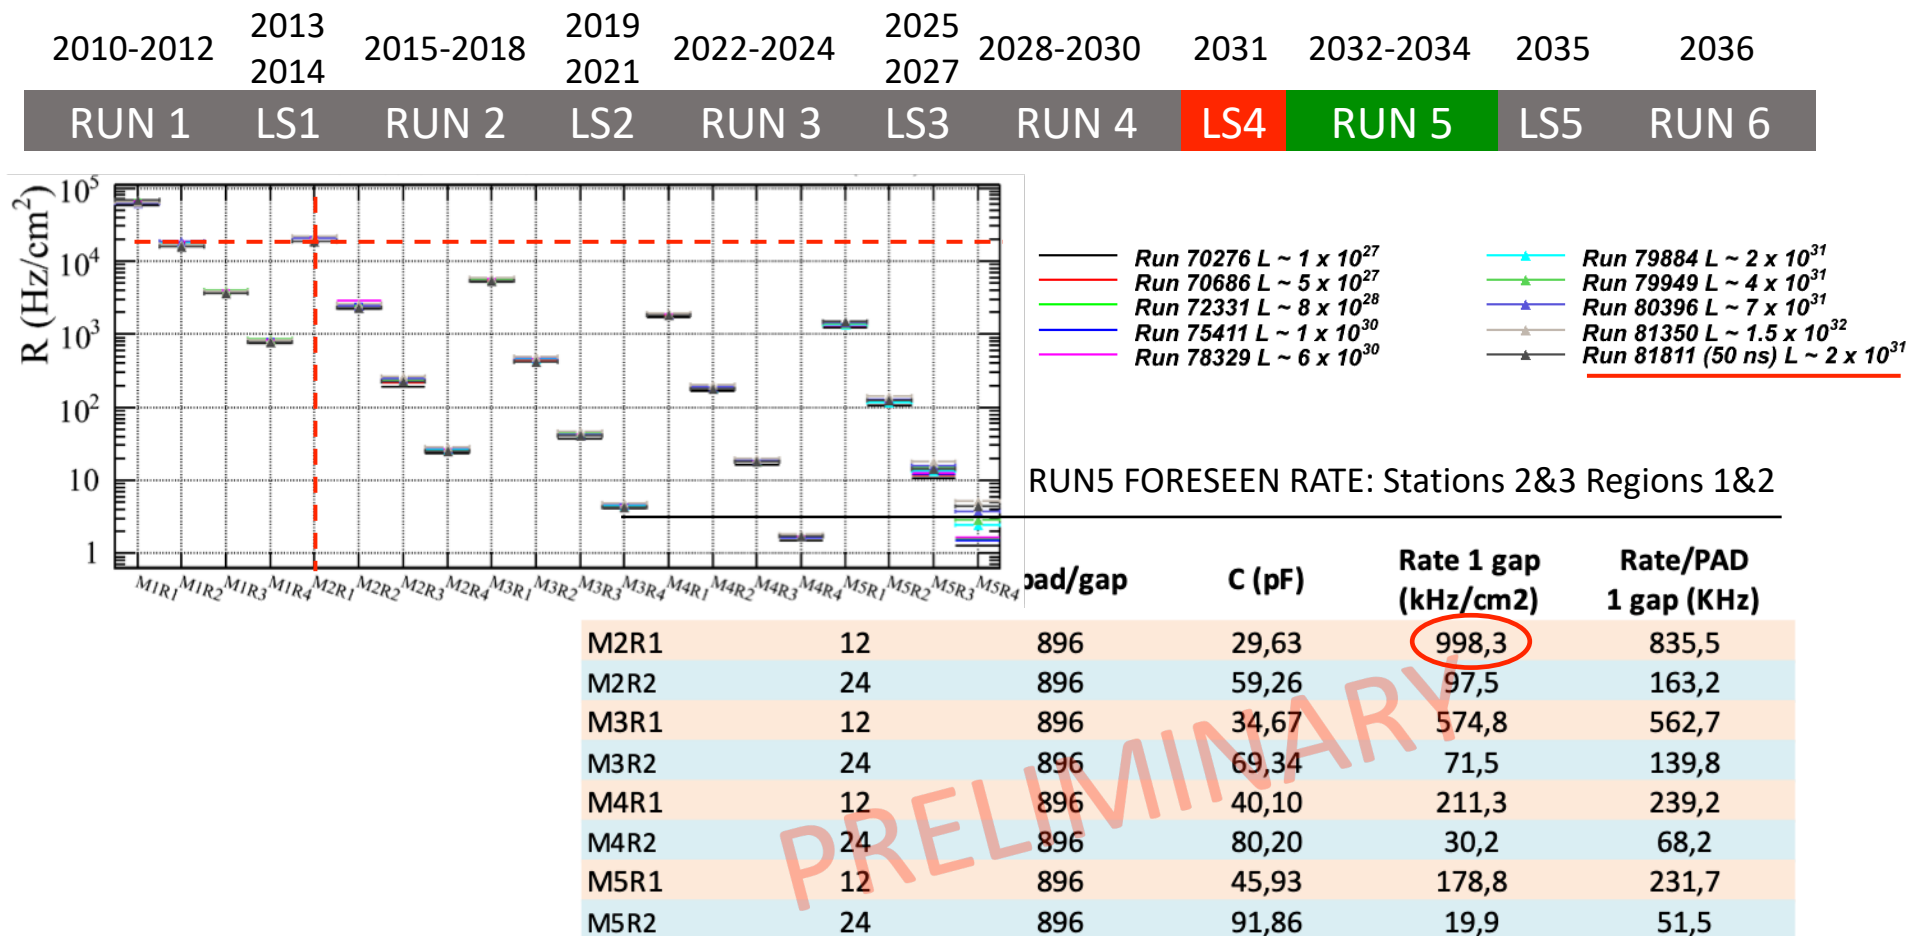 2010-2012 2013 2014 2015-2018 2019 2021 2022-2024 2025 2027 2028-2030 2031 2032-2034 2035 2036
RUN 1 LS1 RUN 2 LS2 RUN 3 LS3 RUN 4 LS4 RUN 5 LS5 RUN 6
R (Hz/cm²)
10⁵
10⁴
10³
10²
10
1
M1R1 M1R2 M1R3 M1R4 M2R1 M2R2 M2R3 M2R4 M3R1 M3R2 M3R3 M3R4 M4R1 M4R2 M4R3 M4R4 M5R1 M5R2 M5R3 M5R4
Run 70276 L ~ 1 x 10²⁷
Run 70686 L ~ 5 x 10²⁷
Run 72331 L ~ 8 x 10²⁸
Run 75411 L ~ 1 x 10³⁰
Run 78329 L ~ 6 x 10³⁰
Run 79884 L ~ 2 x 10³¹
Run 79949 L ~ 4 x 10³¹
Run 80396 L ~ 7 x 10³¹
Run 81350 L ~ 1.5 x 10³²
Run 81811 (50 ns) L ~ 2 x 10³¹
RUN5 FORESEEN RATE: Stations 2&3 Regions 1&2
pad/gap C (pF) Rate 1 gap (kHz/cm2) Rate/PAD 1 gap (KHz)
M2R1 12 896 29,63 998,3 835,5
M2R2 24 896 59,26 97,5 163,2
M3R1 12 896 34,67 574,8 562,7
M3R2 24 896 69,34 71,5 139,8
M4R1 12 896 40,10 211,3 239,2
M4R2 24 896 80,20 30,2 68,2
M5R1 12 896 45,93 178,8 231,7
M5R2 24 896 91,86 19,9 51,5
PRELIMINARY